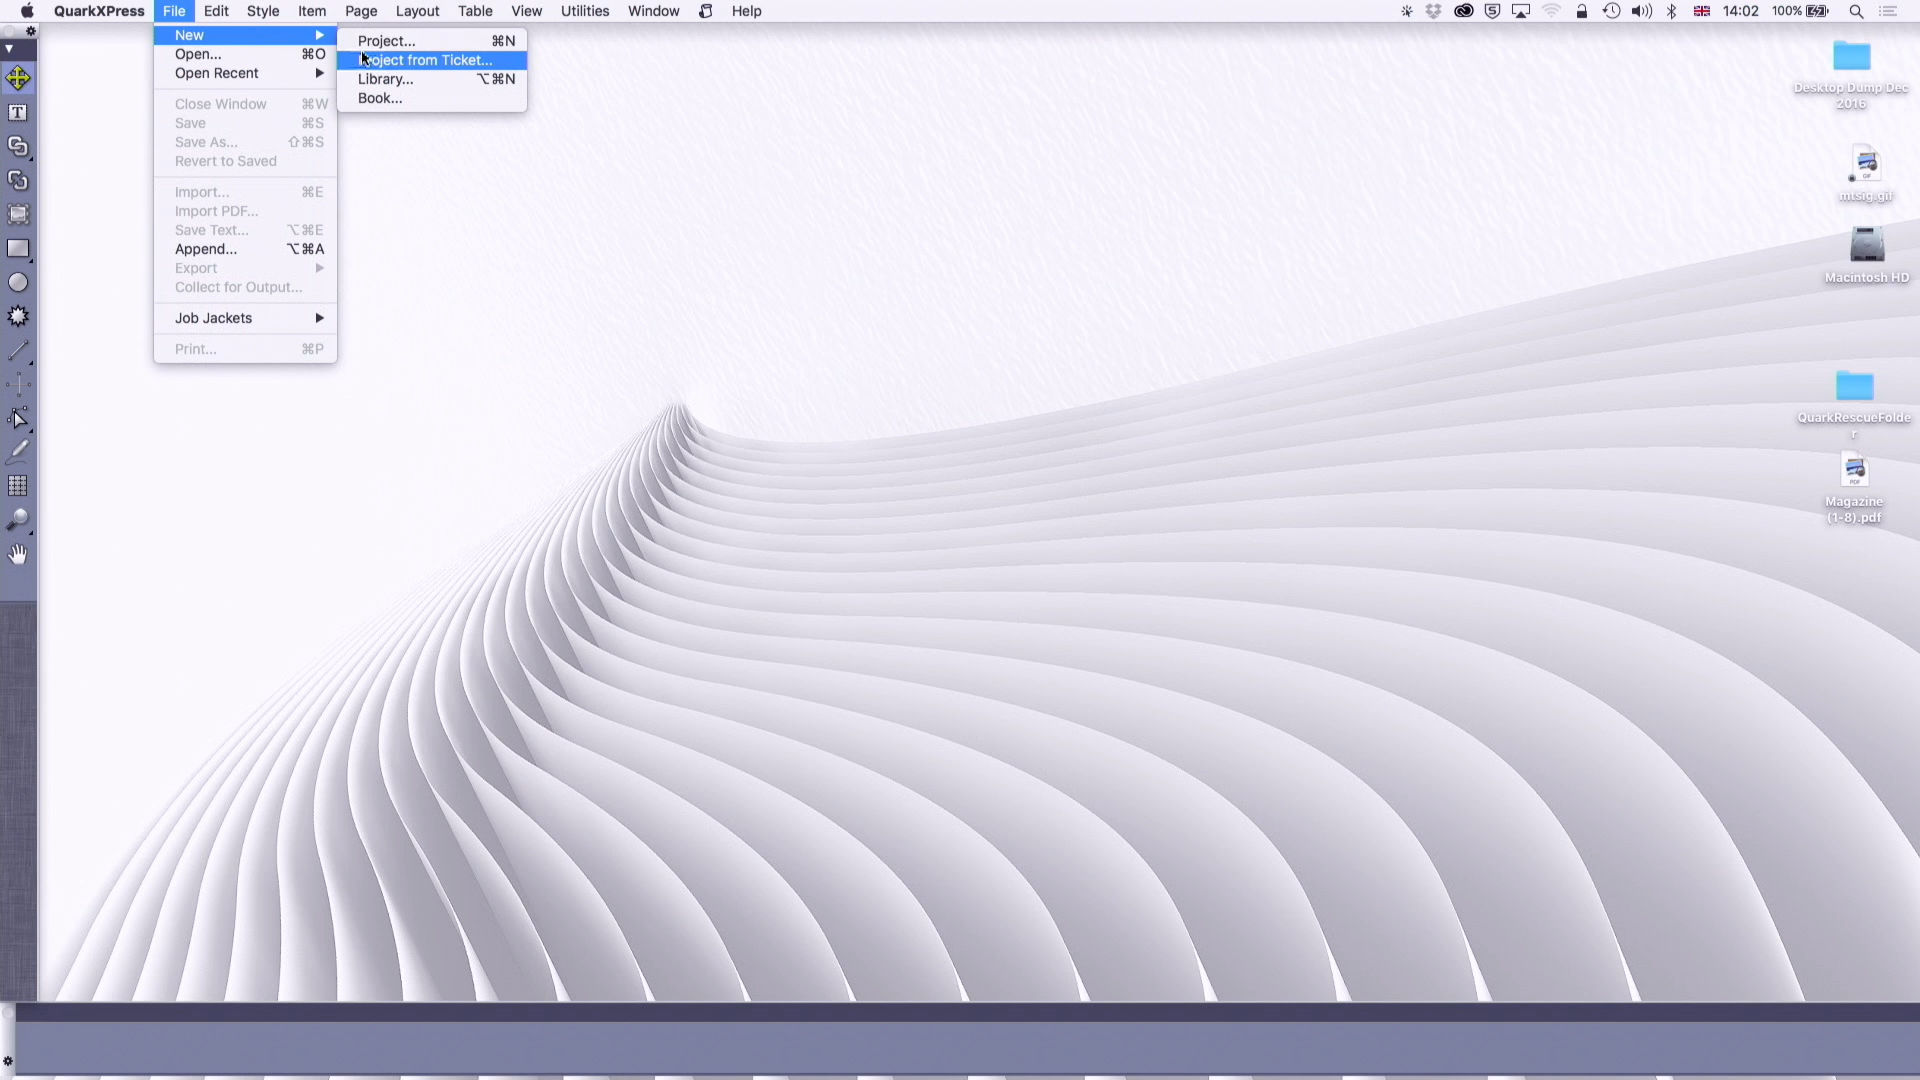 QuarkXPress File Edit Style Item Page Layout Table View Utilities Window Help 14:02 100%
New
Open... ⌘O
Open Recent
Close Window ⌘W
Save ⌘S
Save As... ⇧⌘S
Revert to Saved
Import... ⌘E
Import PDF...
Save Text... ⌥⌘E
Append... ⌥⌘A
Export
Collect for Output...
Job Jackets
Print... ⌘P
Project... ⌘N
Project from Ticket...
Library... ⌥⌘N
Book...
Desktop Dump Dec
2016
GIF
mtsig.gif
Macintosh HD
QuarkRescueFolde
r
PDF
Magazine
(1-8).pdf